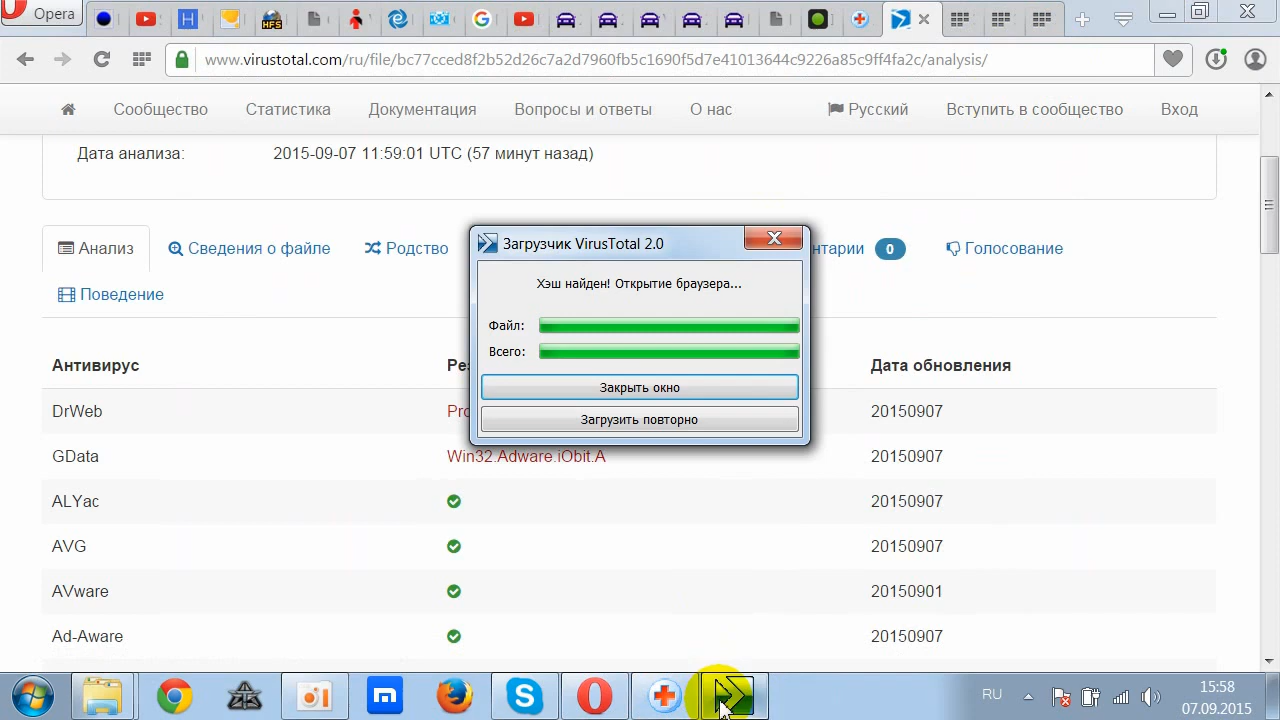 Opera
HFS
www.virustotal.com/ru/file/bc77cced8f2b52d26c7a2d7960fb5c1690f5d7e41013644c9226a85c9ff4fa2c/analysis/
Сообщество Статистика Документация Вопросы и ответы О нас Русский Вступить в сообщество Вход
Дата анализа: 2015-09-07 11:59:01 UTC (57 минут назад)
Анализ Сведения о файле Родство нтарии 0 Голосование
Поведение
Загрузчик VirusTotal 2.0
Хэш найден! Открытие браузера...
Файл:
Всего:
Закрыть окно
Загрузить повторно
Антивирус Ре Дата обновления
DrWeb Pro 20150907
GData Win32.Adware.iObit.A 20150907
ALYac 20150907
AVG 20150907
AVware 20150901
Ad-Aware 20150907
RU
15:58
07.09.2015